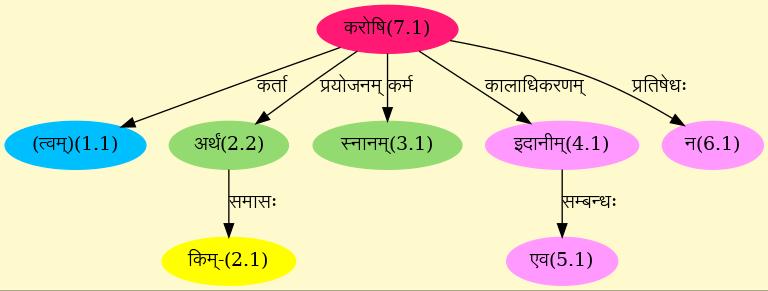 करोषि(7.1)
कर्ता
प्रयोजनम्
कर्म
कालाधिकरणम्
प्रतिषेधः
(त्वम्)(1.1)
अर्थं(2.2)
स्नानम्(3.1)
इदानीम्(4.1)
न(6.1)
समासः
सम्बन्धः
किम्-(2.1)
एव(5.1)